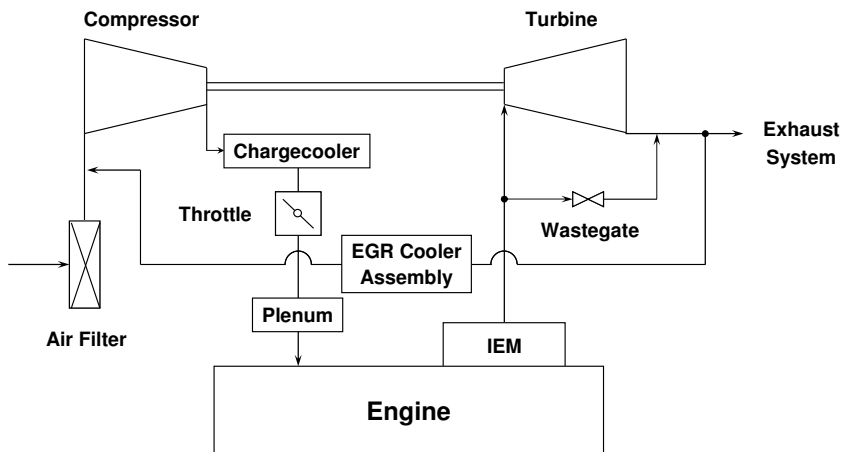 Compressor
Turbine
Chargecooler
Exhaust
System
Throttle
Wastegate
EGR Cooler
Assembly
Plenum
Air Filter
IEM
Engine